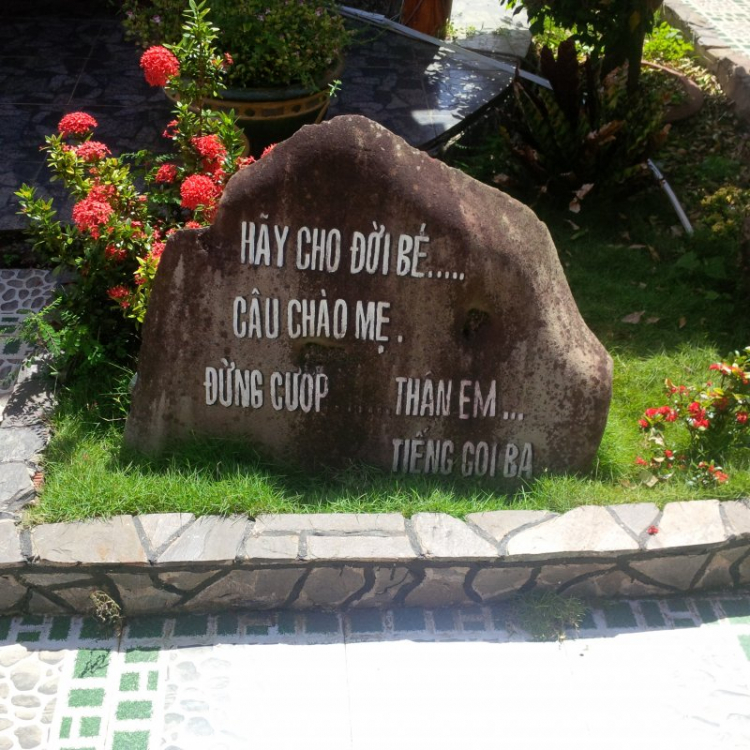 HÃY CHO ĐỜI BÉ.....
CÂU CHÀO MẸ.
ĐỪNG CƯỚP ...... THÂN EM...
TIẾNG GỌI BA